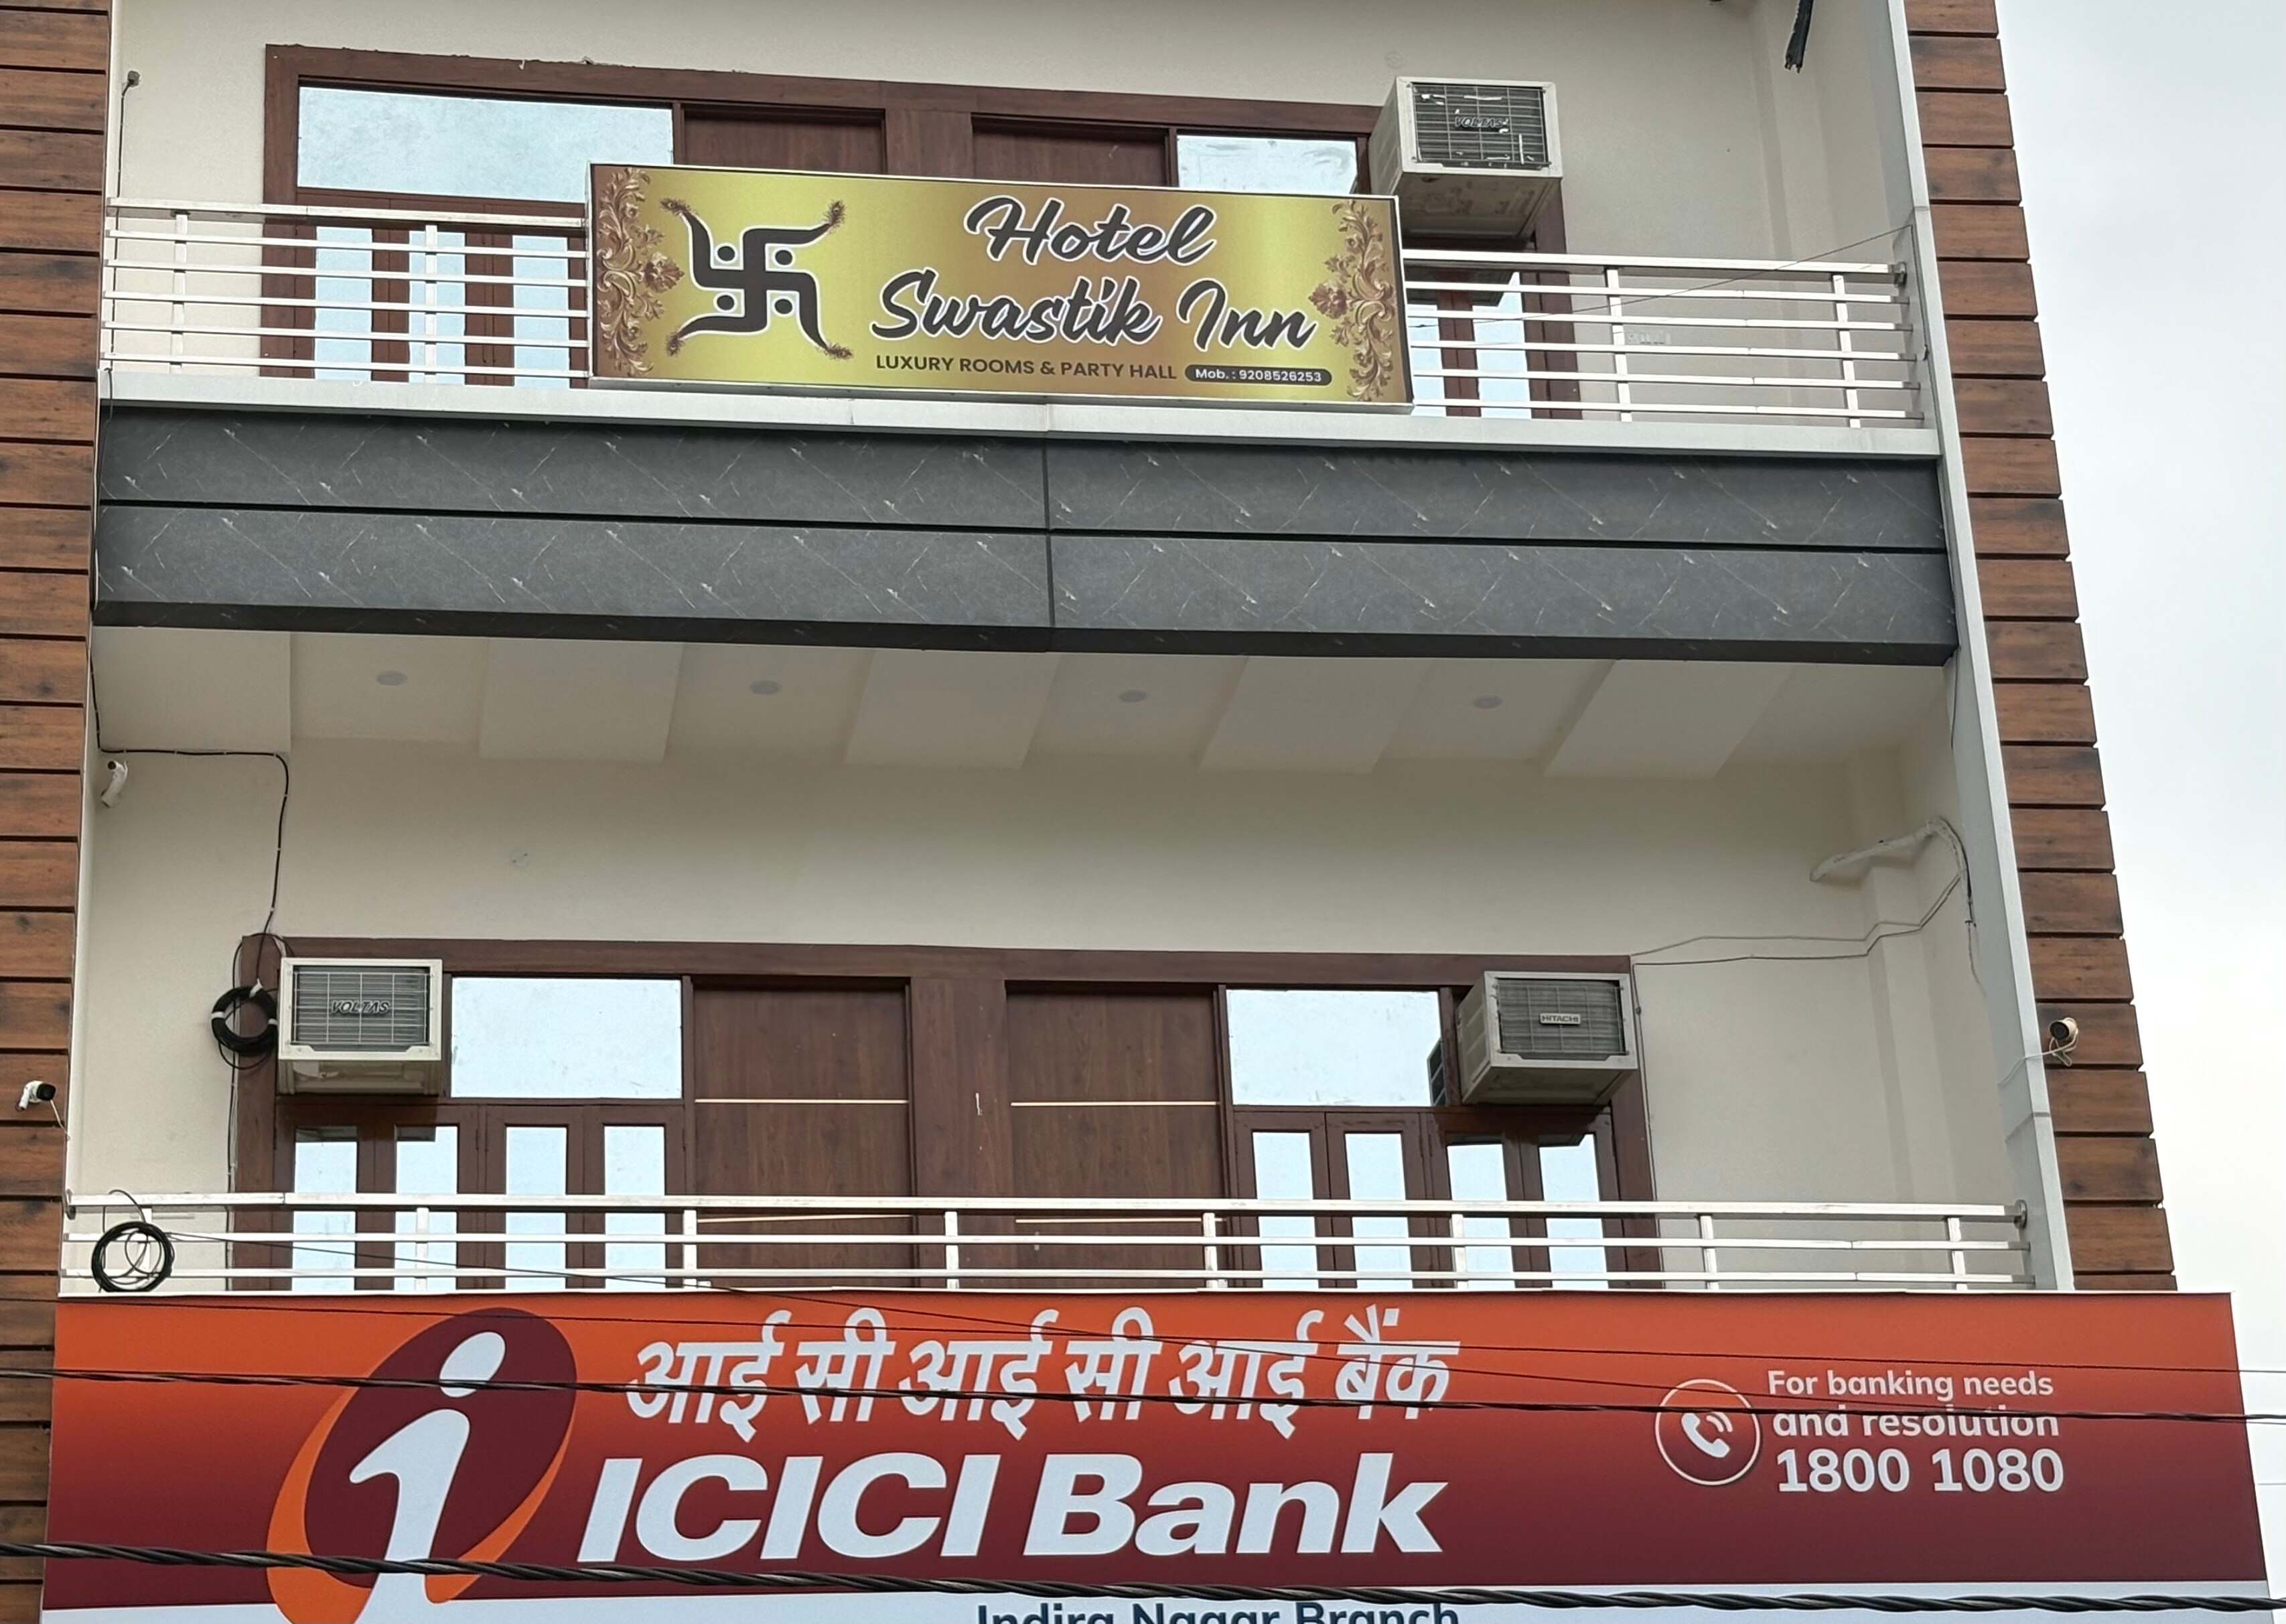 VOLTAS
Hotel
Swastik Inn
LUXURY ROOMS & PARTY HALL Mob. : 9208526253
VOLTAS
HITACHI
आई सी आई सी आई बैंक
ICICI Bank
For banking needs
and resolution
1800 1080
Indira Nagar Branch